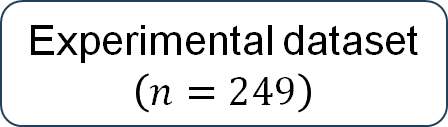 Experimental dataset
(n = 249)